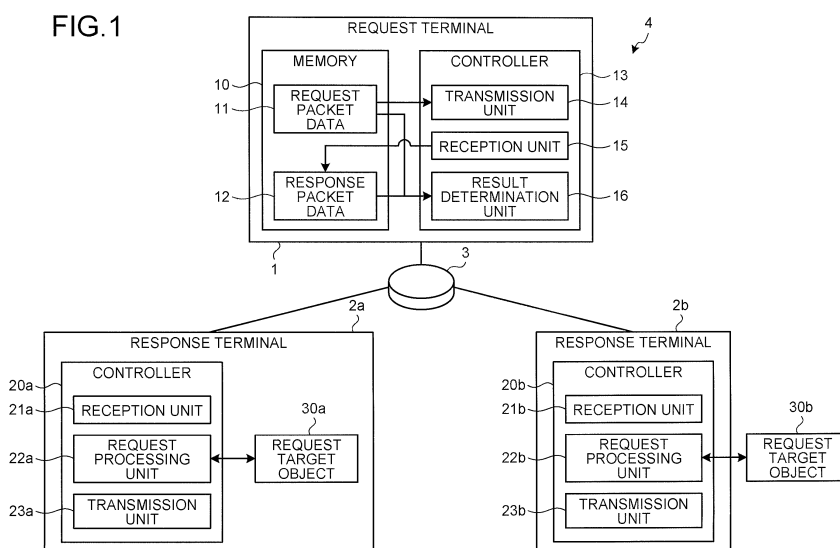 FIG.1
REQUEST TERMINAL
4
MEMORY
CONTROLLER
10
13
11
REQUEST
PACKET
DATA
TRANSMISSION
UNIT
14
RECEPTION UNIT
15
12
RESPONSE
PACKET
DATA
RESULT
DETERMINATION
UNIT
16
1
3
2a
RESPONSE TERMINAL
CONTROLLER
20a
21a
RECEPTION UNIT
30a
22a
REQUEST
PROCESSING
UNIT
REQUEST
TARGET
OBJECT
23a
TRANSMISSION
UNIT
2b
RESPONSE TERMINAL
CONTROLLER
20b
21b
RECEPTION UNIT
30b
22b
REQUEST
PROCESSING
UNIT
REQUEST
TARGET
OBJECT
23b
TRANSMISSION
UNIT